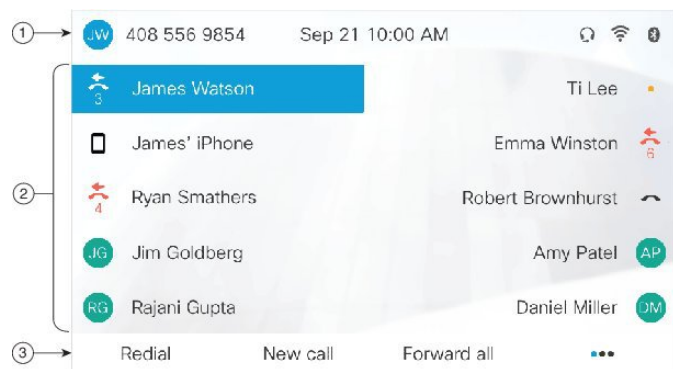 1 JW 408 556 9854 Sep 21 10:00 AM
3 James Watson Ti Lee
James' iPhone Emma Winston 6
2
4 Ryan Smathers Robert Brownhurst
JG Jim Goldberg Amy Patel AP
RG Rajani Gupta Daniel Miller DM
3 Redial New call Forward all